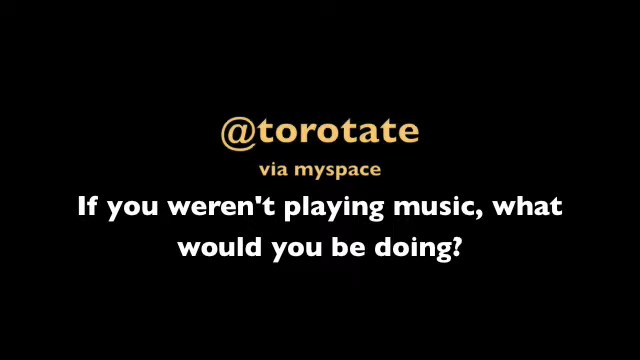 @torotate
via myspace
If you weren't playing music, what
would you be doing?